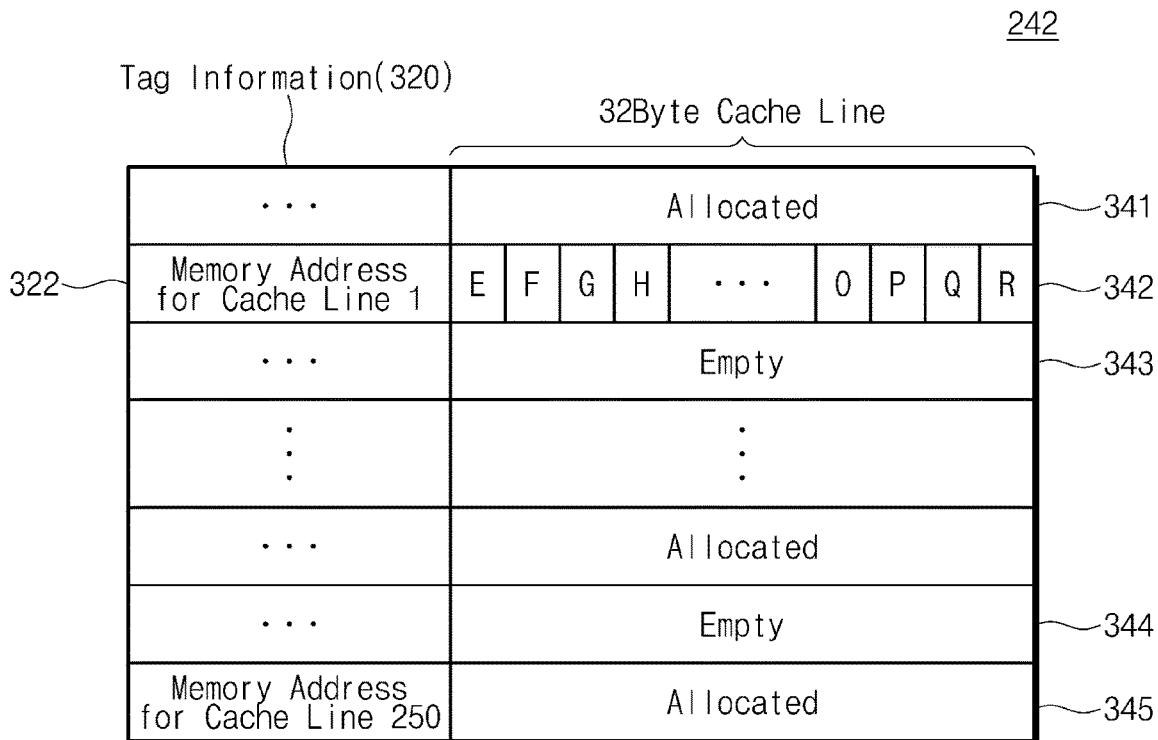 242
Tag Information(320)
32Byte Cache Line
··· Allocated 341
322 Memory Address for Cache Line 1 E F G H ··· O P Q R 342
··· Empty 343
⋮ ⋮
··· Allocated
··· Empty 344
Memory Address for Cache Line 250 Allocated 345